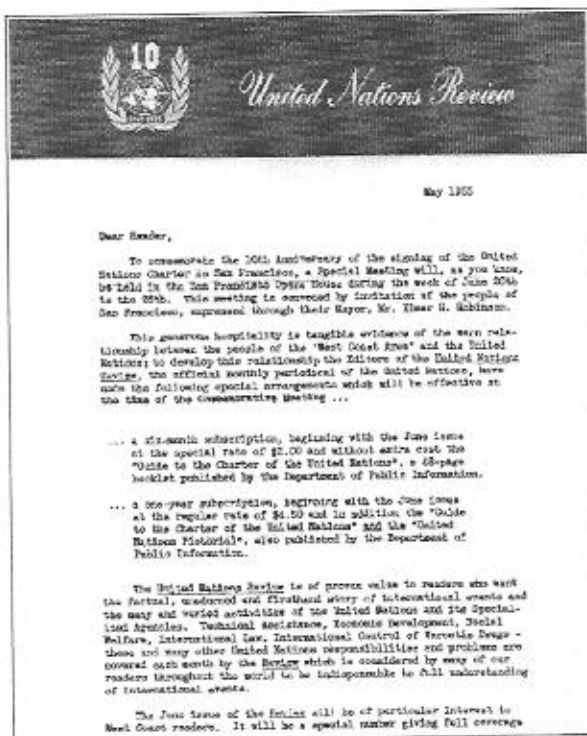 10
United Nations Review
May 1955
Dear Reader,
To commemorate the 10th Anniversary of the signing of the United
Nations Charter in San Francisco, a Special Meeting will, as you know,
be held in the San Francisco Opera House during the week of June 20th
to the 26th. This meeting is convened by invitation of the people of
San Francisco, expressed through their Mayor, Mr. Elmer E. Robinson.
This generous hospitality is tangible evidence of the warm rela-
tionship between the people of the "West Coast Area" and the United
Nations; to develop this relationship the Editors of the United Nations
Review, the official monthly periodical of the United Nations, have
made the following special arrangements which will be effective at
the time of the Commemorative Meeting ...
... a six-month subscription, beginning with the June issue
at the special rate of $2.00 and without extra cost the
"Guide to the Charter of the United Nations", a 48-page
booklet published by the Department of Public Information.
... a one-year subscription, beginning with the June issue
at the regular rate of $4.50 and in addition the "Guide
to the Charter of the United Nations" and the "United
Nations Pictorial", also published by the Department of
Public Information.
The United Nations Review is of proven value to readers who want
the factual, unadorned and firsthand story of international events and
the many and varied activities of the United Nations and its Special-
ized Agencies. Technical Assistance, Economic Development, Social
Welfare, International Law, International Control of Narcotic Drugs -
these and many other United Nations responsibilities and problems are
covered each month by the Review which is considered by many of our
readers throughout the world to be indispensable to full understanding
of international events.
The June issue of the Review will be of particular interest to
West Coast readers. It will be a special number giving full coverage